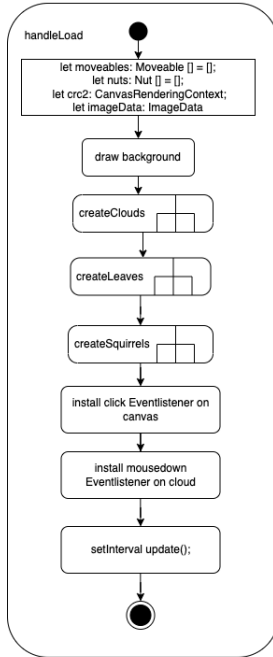 handleLoad
let moveables: Moveable [] = [];
let nuts: Nut [] = [];
let crc2: CanvasRenderingContext;
let imageData: ImageData
draw background
createClouds
createLeaves
createSquirrels
install click Eventlistener on
canvas
install mousedown
Eventlistener on cloud
setInterval update();